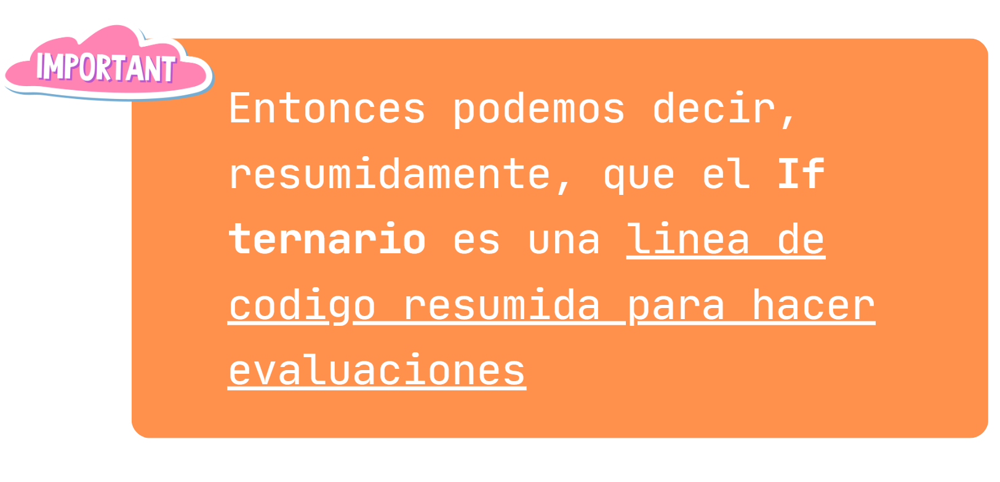 IMPORTANT
Entonces podemos decir,
resumidamente, que el If
ternario es una linea de
codigo resumida para hacer
evaluaciones